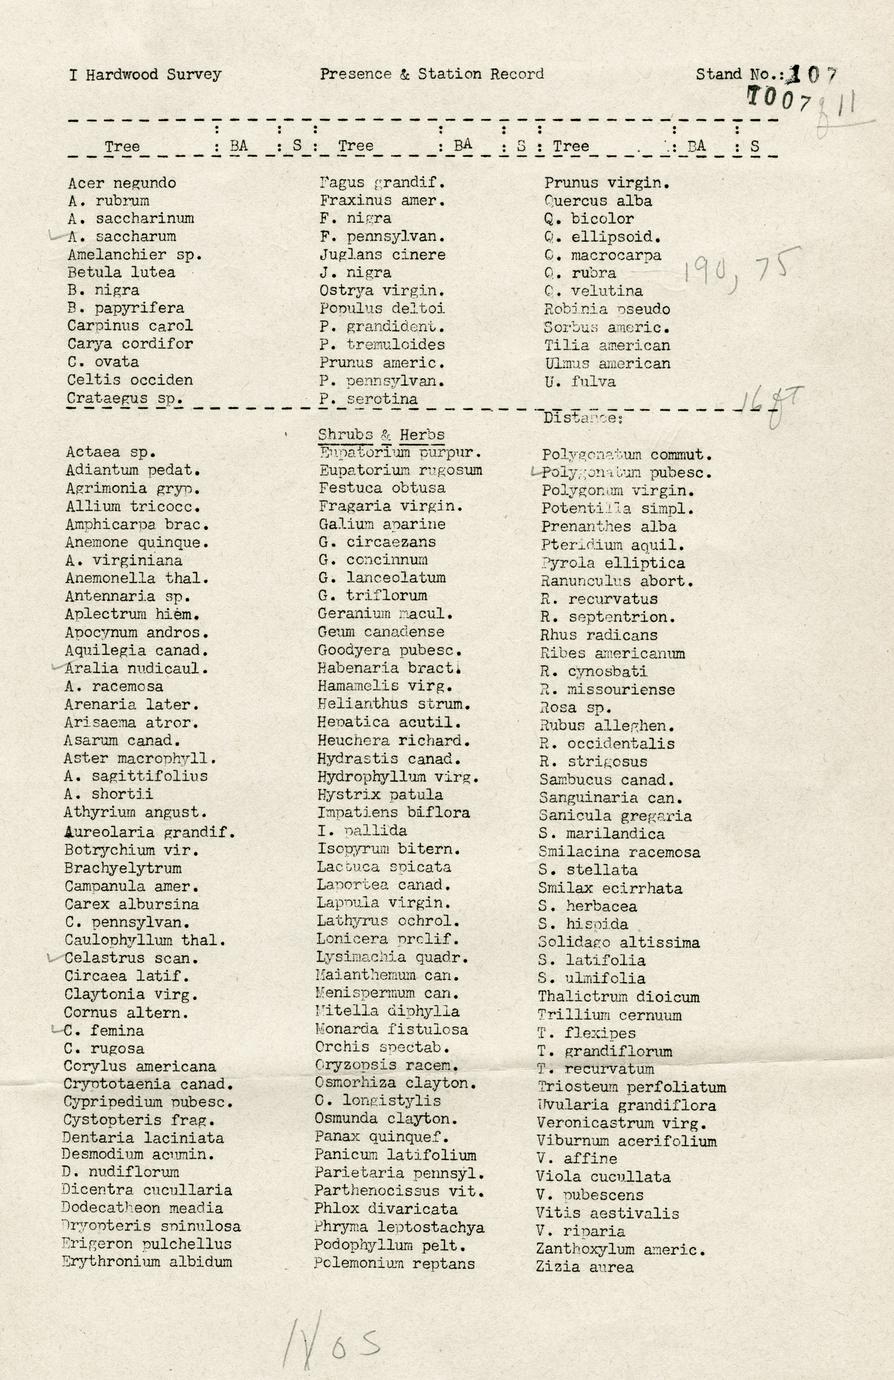 I Hardwood Survey Presence & Station Record Stand No.: 107
T007
Tree : BA : S : Tree : BA : S : Tree : BA : S
Acer negundo
A. rubrum
A. saccharinum
✓A. saccharum
Amelanchier sp.
Betula lutea
B. nigra
B. papyrifera
Carpinus carol
Carya cordifor
C. ovata
Celtis occiden
Crataegus sp.
Fagus grandif.
Fraxinus amer.
F. nigra
F. pennsylvan.
Juglans cinere
J. nigra
Ostrya virgin.
Populus deltoi
P. grandident.
P. tremuloides
Prunus americ.
P. pennsylvan.
P. serotina
Prunus virgin.
Quercus alba
Q. bicolor
Q. ellipsoid.
Q. macrocarpa
Q. rubra 190, 75
Q. velutina
Robinia pseudo
Sorbus americ.
Tilia american
Ulmus american
U. fulva
16 ft
Distance:
Shrubs & Herbs
Actaea sp.
Adiantum pedat.
Agrimonia gryp.
Allium tricocc.
Amphicarpa brac.
Anemone quinque.
A. virginiana
Anemonella thal.
Antennaria sp.
Aplectrum hiem.
Apocynum andros.
Aquilegia canad.
✓Aralia nudicaul.
A. racemosa
Arenaria later.
Arisaema atror.
Asarum canad.
Aster macrophyll.
A. sagittifolius
A. shortii
Athyrium angust.
Aureolaria grandif.
Botrychium vir.
Brachyelytrum
Campanula amer.
Carex albursina
C. pennsylvan.
Caulophyllum thal.
✓Celastrus scan.
Circaea latif.
Claytonia virg.
Cornus altern.
✓C. femina
C. rugosa
Corylus americana
Cryptotaenia canad.
Cypripedium pubesc.
Cystopteris frag.
Dentaria laciniata
Desmodium acumin.
D. nudiflorum
Dicentra cucullaria
Dodecatheon meadia
Dryopteris spinulosa
Erigeron pulchellus
Erythronium albidum
Eupatorium purpur.
Eupatorium rugosum
Festuca obtusa
Fragaria virgin.
Galium aparine
G. circaezans
G. concinnum
G. lanceolatum
G. triflorum
Geranium macul.
Geum canadense
Goodyera pubesc.
Habenaria bract.
Hamamelis virg.
Helianthus strum.
Hepatica acutil.
Heuchera richard.
Hydrastis canad.
Hydrophyllum virg.
Hystrix patula
Impatiens biflora
I. pallida
Isopyrum bitern.
Lactuca spicata
Laportea canad.
Lappula virgin.
Lathyrus ochrol.
Lonicera prolif.
Lysimachia quadr.
Maianthemum can.
Menispermum can.
Mitella diphylla
Monarda fistulosa
Orchis spectab.
Oryzopsis racem.
Osmorhiza clayton.
O. longistylis
Osmunda clayton.
Panax quinquef.
Panicum latifolium
Parietaria pennsyl.
Parthenocissus vit.
Phlox divaricata
Phryma leptostachya
Podophyllum pelt.
Polemonium reptans
Polygonatum commut.
✓Polygonatum pubesc.
Polygonum virgin.
Potentilla simpl.
Prenanthes alba
Pteridium aquil.
Pyrola elliptica
Ranunculus abort.
R. recurvatus
R. septentrion.
Rhus radicans
Ribes americanum
R. cynosbati
R. missouriense
Rosa sp.
Rubus alleghen.
R. occidentalis
R. strigosus
Sambucus canad.
Sanguinaria can.
Sanicula gregaria
S. marilandica
Smilacina racemosa
S. stellata
Smilax ecirrhata
S. herbacea
S. hispida
Solidago altissima
S. latifolia
S. ulmifolia
Thalictrum dioicum
Trillium cernuum
T. flexipes
T. grandiflorum
T. recurvatum
Triosteum perfoliatum
Uvularia grandiflora
Veronicastrum virg.
Viburnum acerifolium
V. affine
Viola cucullata
V. pubescens
Vitis aestivalis
V. riparia
Zanthoxylum americ.
Zizia aurea